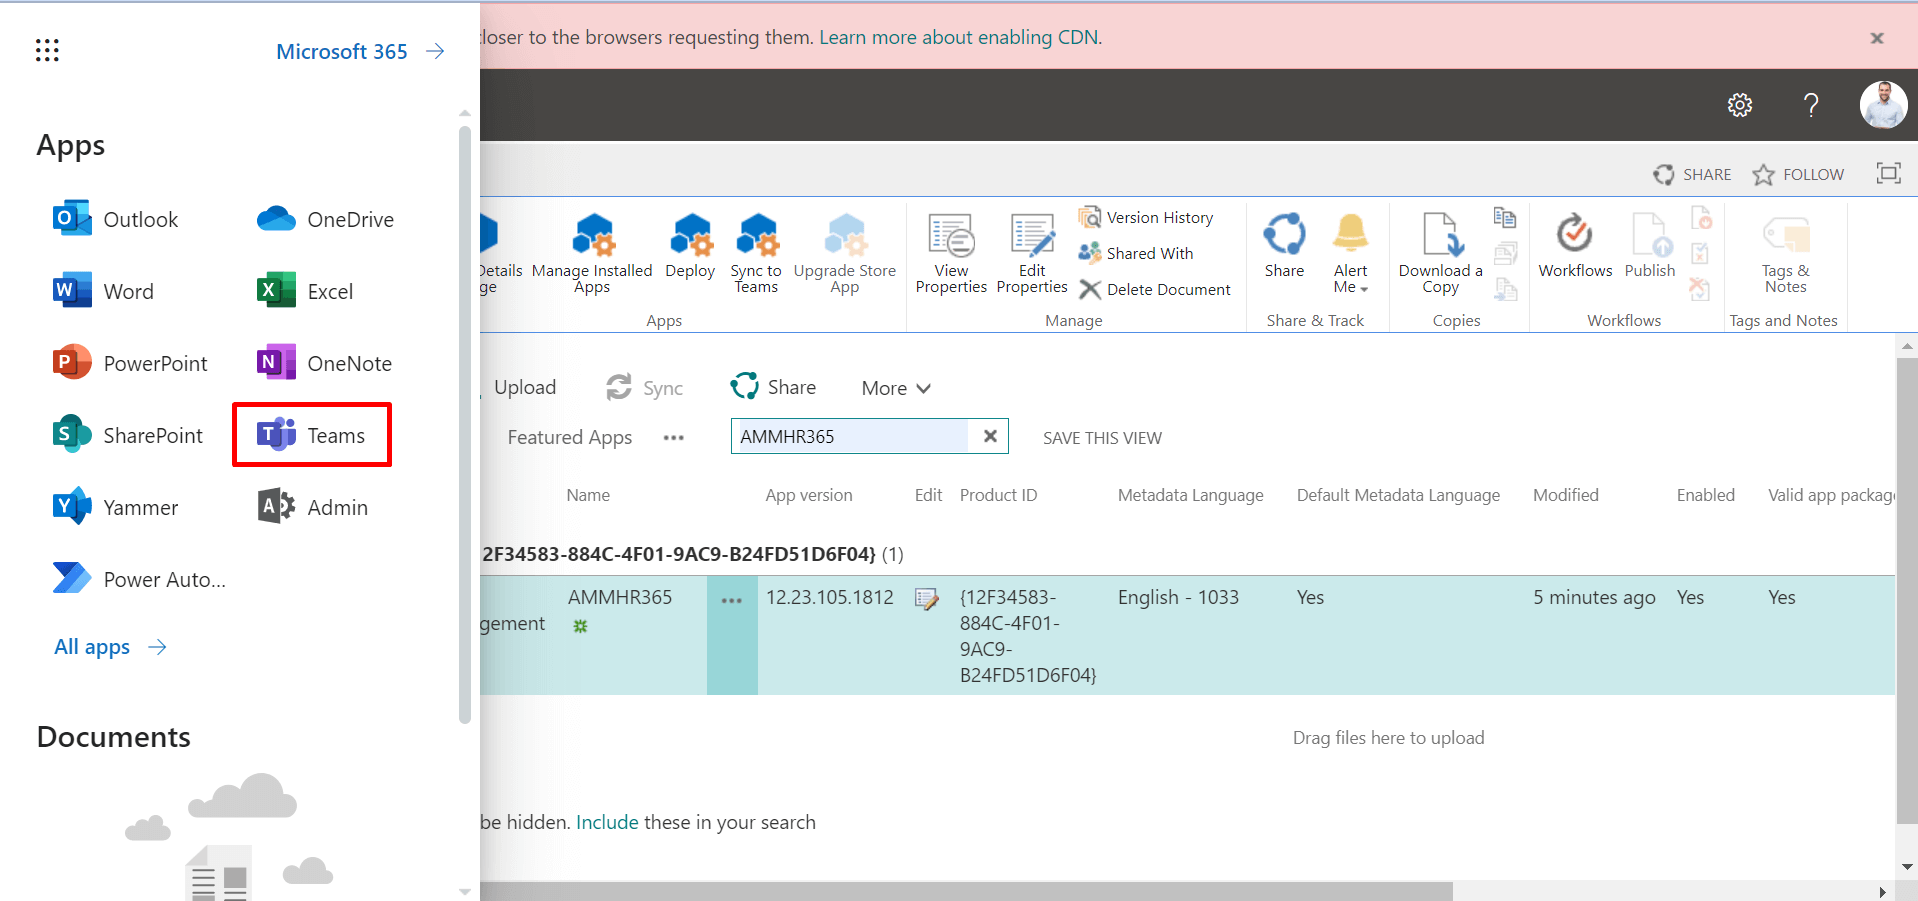 Microsoft 365
Apps
Outlook
OneDrive
Word
Excel
PowerPoint
OneNote
SharePoint
Teams
Yammer
Admin
Power Auto...
All apps
Documents
closer to the browsers requesting them. Learn more about enabling CDN.
SHARE
FOLLOW
Details
ge
Manage Installed
Apps
Deploy
Sync to
Teams
Upgrade Store
App
Apps
View
Properties
Edit
Properties
Version History
Shared With
Delete Document
Manage
Share
Alert
Me
Share & Track
Download a
Copy
Copies
Workflows
Publish
Workflows
Tags &
Notes
Tags and Notes
Upload
Sync
Share
More
Featured Apps
...
AMMHR365
SAVE THIS VIEW
Name
App version
Edit
Product ID
Metadata Language
Default Metadata Language
Modified
Enabled
Valid app package
12F34583-884C-4F01-9AC9-B24FD51D6F04} (1)
gement
AMMHR365
...
12.23.105.1812
{12F34583-
884C-4F01-
9AC9-
B24FD51D6F04}
English - 1033
Yes
5 minutes ago
Yes
Yes
Drag files here to upload
be hidden. Include these in your search